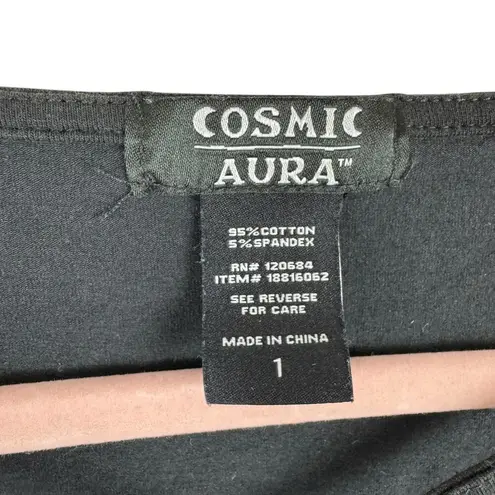 COSMIC
AURA™
95%COTTON
5%SPANDEX
RN# 120684
ITEM# 18816062
SEE REVERSE
FOR CARE
MADE IN CHINA
1